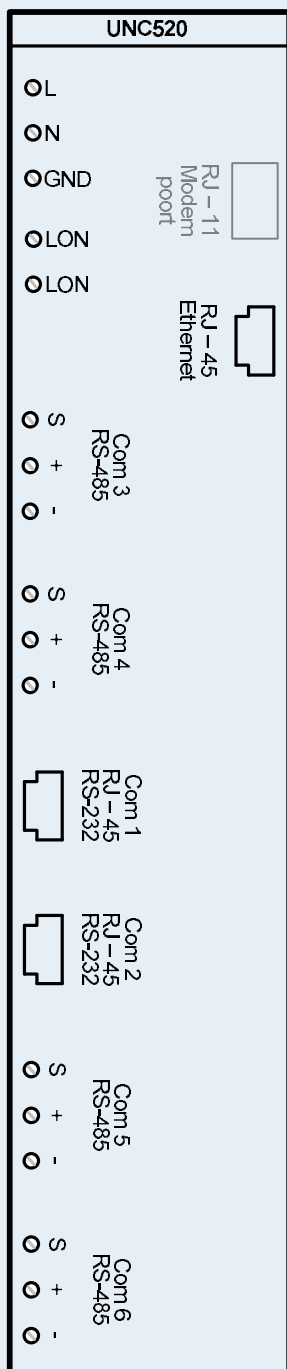 UNC520
L
N
GND
LON
LON
RJ – 11
Modem
poort
RJ – 45
Ethernet
Com 3
RS-485
S
+
-
Com 4
RS-485
S
+
-
Com 1
RJ – 45
RS-232
Com 2
RJ – 45
RS-232
Com 5
RS-485
S
+
-
Com 6
RS-485
S
+
-